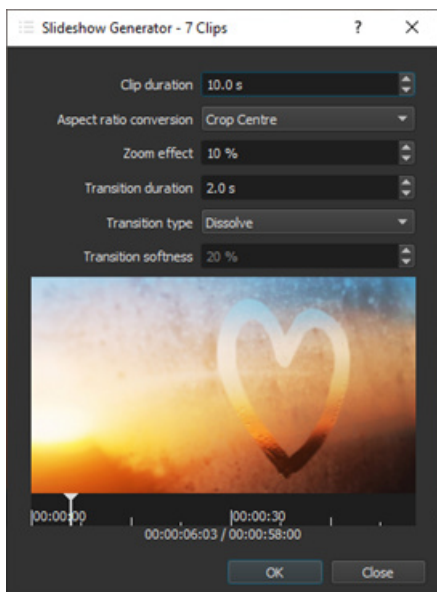 Slideshow Generator - 7 Clips ?
Clip duration 10.0 s
Aspect ratio conversion Crop Centre
Zoom effect 10 %
Transition duration 2.0 s
Transition type Dissolve
Transition softness 20 %
00:00:00 00:00:30
00:00:06:03 / 00:00:58:00
OK Close